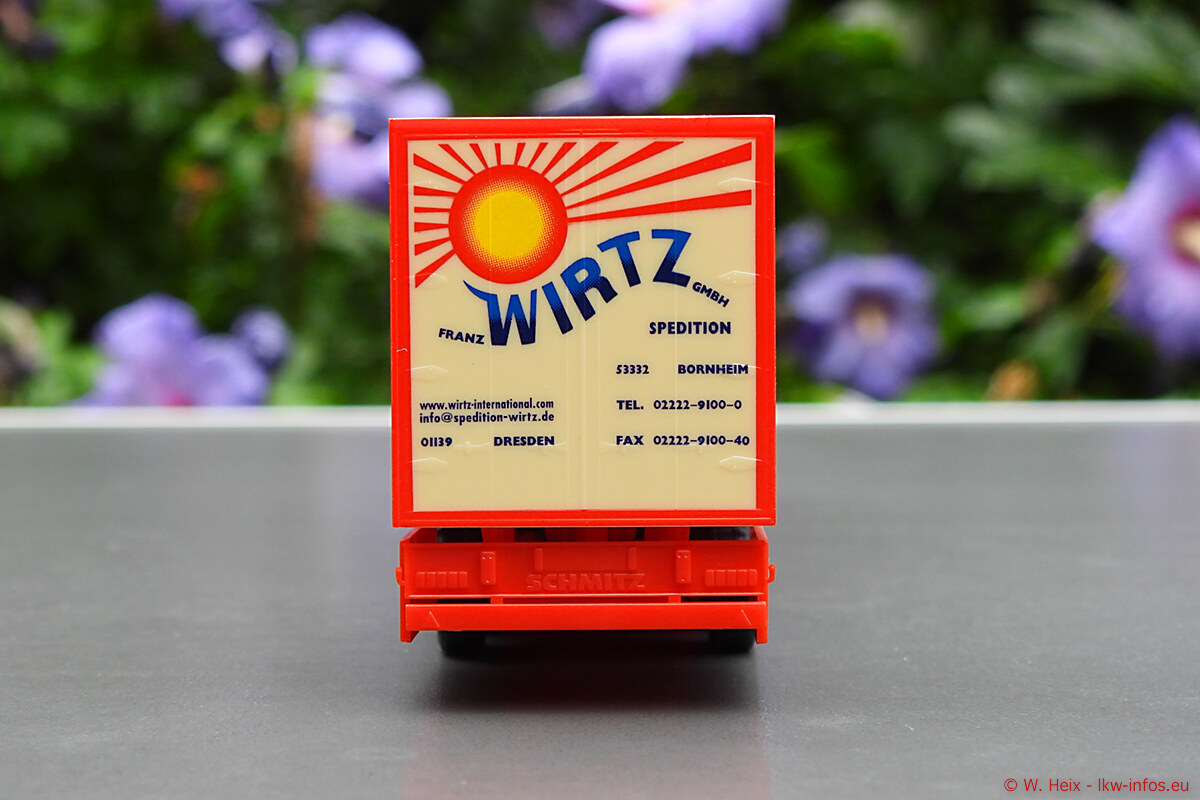 FRANZ WIRTZ GMBH
SPEDITION
53332 BORNHEIM
www.wirtz-international.com
info@spedition-wirtz.de
TEL. 02222-9100-0
01139 DRESDEN
FAX 02222-9100-40
SCHMITZ
© W. Heix - lkw-infos.eu